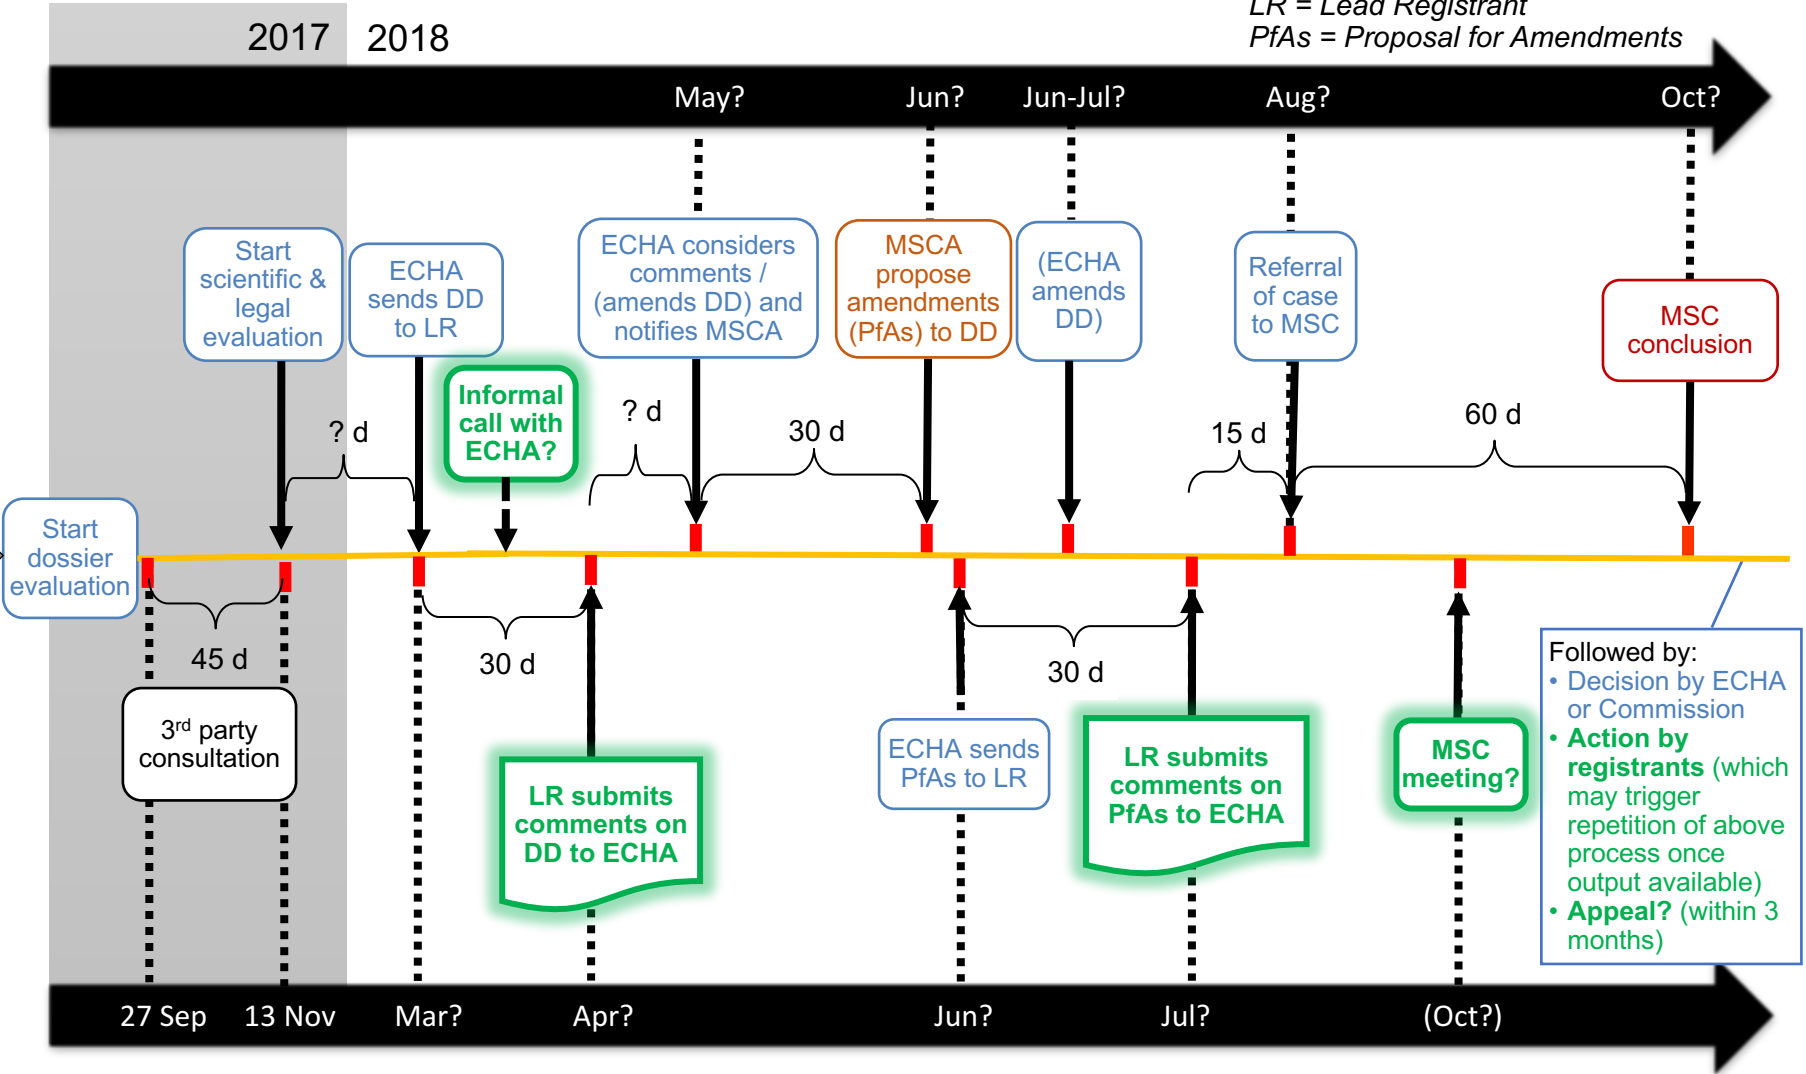 LR = Lead Registrant
PfAs = Proposal for Amendments
2017
2018
May?
Jun?
Jun-Jul?
Aug?
Oct?
Start
scientific &
legal
evaluation
ECHA
sends DD
to LR
ECHA considers
comments /
(amends DD) and
notifies MSCA
MSCA
propose
amendments
(PfAs) to DD
(ECHA
amends
DD)
Referral
of case
to MSC
MSC
conclusion
Informal
call with
ECHA?
? d
? d
30 d
15 d
60 d
Start
dossier
evaluation
45 d
30 d
30 d
3rd party
consultation
LR submits
comments on
DD to ECHA
ECHA sends
PfAs to LR
LR submits
comments on
PfAs to ECHA
MSC
meeting?
Followed by:
• Decision by ECHA
or Commission
• Action by
registrants (which
may trigger
repetition of above
process once
output available)
• Appeal? (within 3
months)
27 Sep
13 Nov
Mar?
Apr?
Jun?
Jul?
(Oct?)